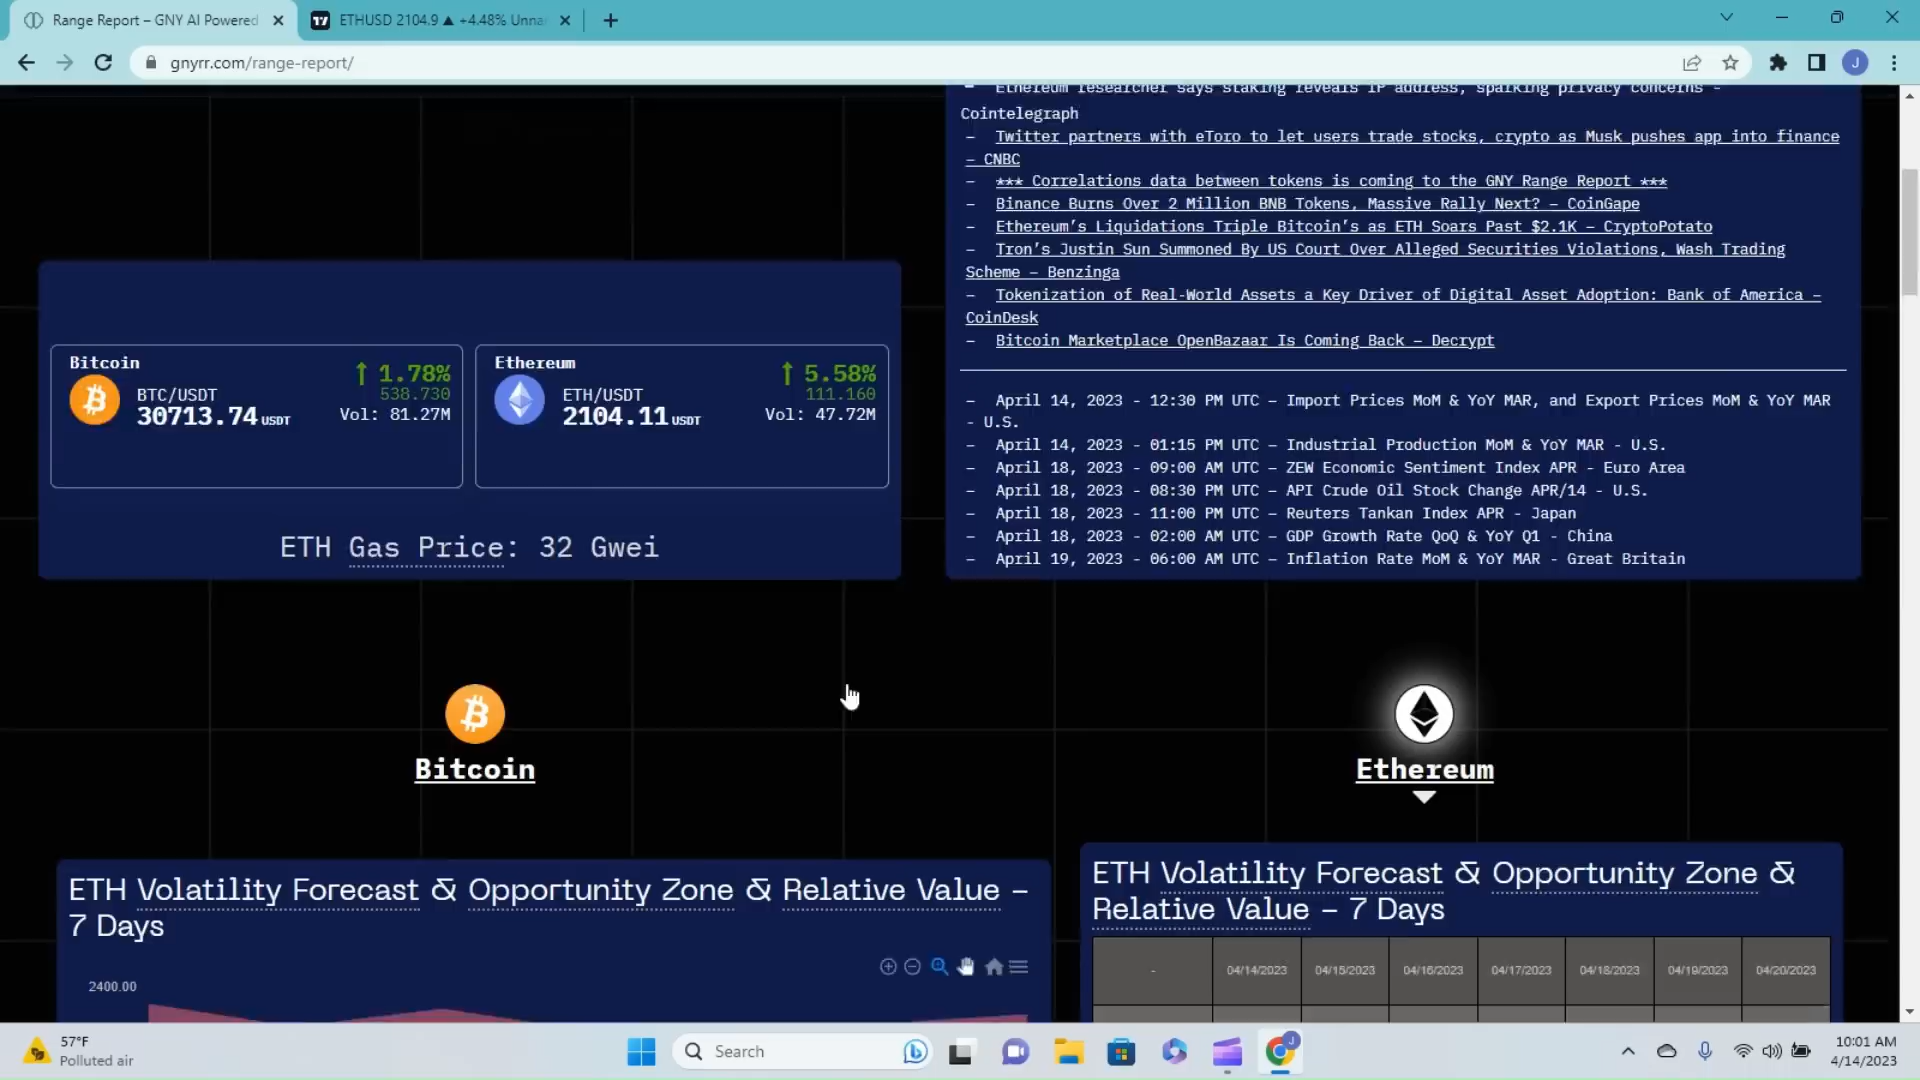 Range Report – GNY AI Powered
ETHUSD 2104.9 ▲ +4.48% Unna
gnyrr.com/range-report/
J
– Ethereum researcher says staking reveals IP address, sparking privacy concerns –
Cointelegraph
– Twitter partners with eToro to let users trade stocks, crypto as Musk pushes app into finance
– CNBC
– *** Correlations data between tokens is coming to the GNY Range Report ***
– Binance Burns Over 2 Million BNB Tokens, Massive Rally Next? – CoinGape
– Ethereum's Liquidations Triple Bitcoin's as ETH Soars Past $2.1K – CryptoPotato
– Tron's Justin Sun Summoned By US Court Over Alleged Securities Violations, Wash Trading
Scheme – Benzinga
– Tokenization of Real-World Assets a Key Driver of Digital Asset Adoption: Bank of America –
CoinDesk
– Bitcoin Marketplace OpenBazaar Is Coming Back – Decrypt
– April 14, 2023 - 12:30 PM UTC – Import Prices MoM & YoY MAR, and Export Prices MoM & YoY MAR
- U.S.
– April 14, 2023 - 01:15 PM UTC – Industrial Production MoM & YoY MAR - U.S.
– April 18, 2023 - 09:00 AM UTC – ZEW Economic Sentiment Index APR - Euro Area
– April 18, 2023 - 08:30 PM UTC – API Crude Oil Stock Change APR/14 - U.S.
– April 18, 2023 - 11:00 PM UTC – Reuters Tankan Index APR - Japan
– April 18, 2023 - 02:00 AM UTC – GDP Growth Rate QoQ & YoY Q1 - China
– April 19, 2023 - 06:00 AM UTC – Inflation Rate MoM & YoY MAR - Great Britain
Bitcoin
BTC/USDT
30713.74 USDT
↑ 1.78%
538.730
Vol: 81.27M
Ethereum
ETH/USDT
2104.11 USDT
↑ 5.58%
111.160
Vol: 47.72M
ETH Gas Price: 32 Gwei
Bitcoin
Ethereum
ETH Volatility Forecast & Opportunity Zone & Relative Value –
7 Days
2400.00
ETH Volatility Forecast & Opportunity Zone &
Relative Value – 7 Days
- 04/14/2023 04/15/2023 04/16/2023 04/17/2023 04/18/2023 04/19/2023 04/20/2023
57°F
Polluted air
Search
J
10:01 AM
4/14/2023